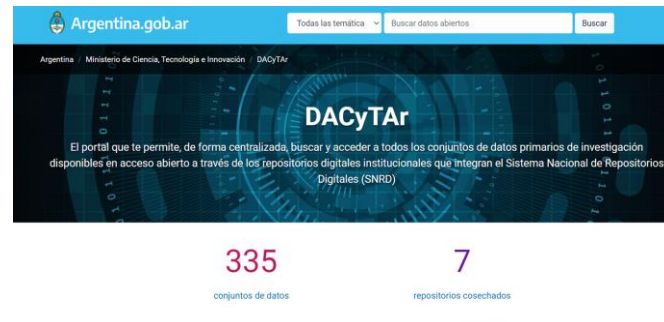 Argentina.gob.ar
Todas las temática
Buscar datos abiertos
Buscar
Argentina / Ministerio de Ciencia, Tecnología e Innovación / DACyTAr
DACyTAr
El portal que te permite, de forma centralizada, buscar y acceder a todos los conjuntos de datos primarios de investigación
disponibles en acceso abierto a través de los repositorios digitales institucionales que integran el Sistema Nacional de Repositorios
Digitales (SNRD)
335
7
conjuntos de datos
repositorios cosechados